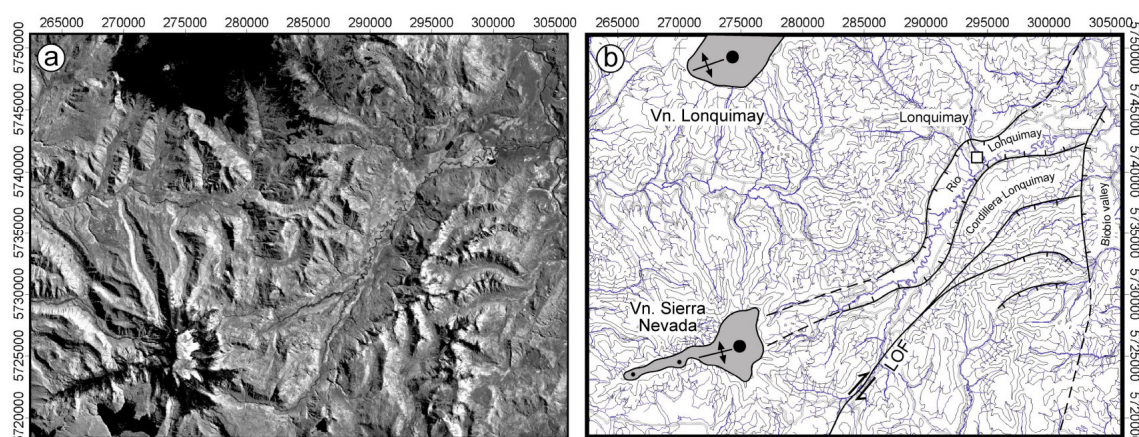 265000 270000 275000 280000 285000 290000 295000 300000 305000
265000 270000 275000 280000 285000 290000 295000 300000 305000
5750000
5745000
5740000
5735000
5730000
5725000
5720000
a
b
Vn. Lonquimay
Lonquimay
Rio
Lonquimay
Cordillera Lonquimay
Biobío valley
Vn. Sierra
Nevada
LOF
5750000
5745000
5740000
5735000
5730000
5725000